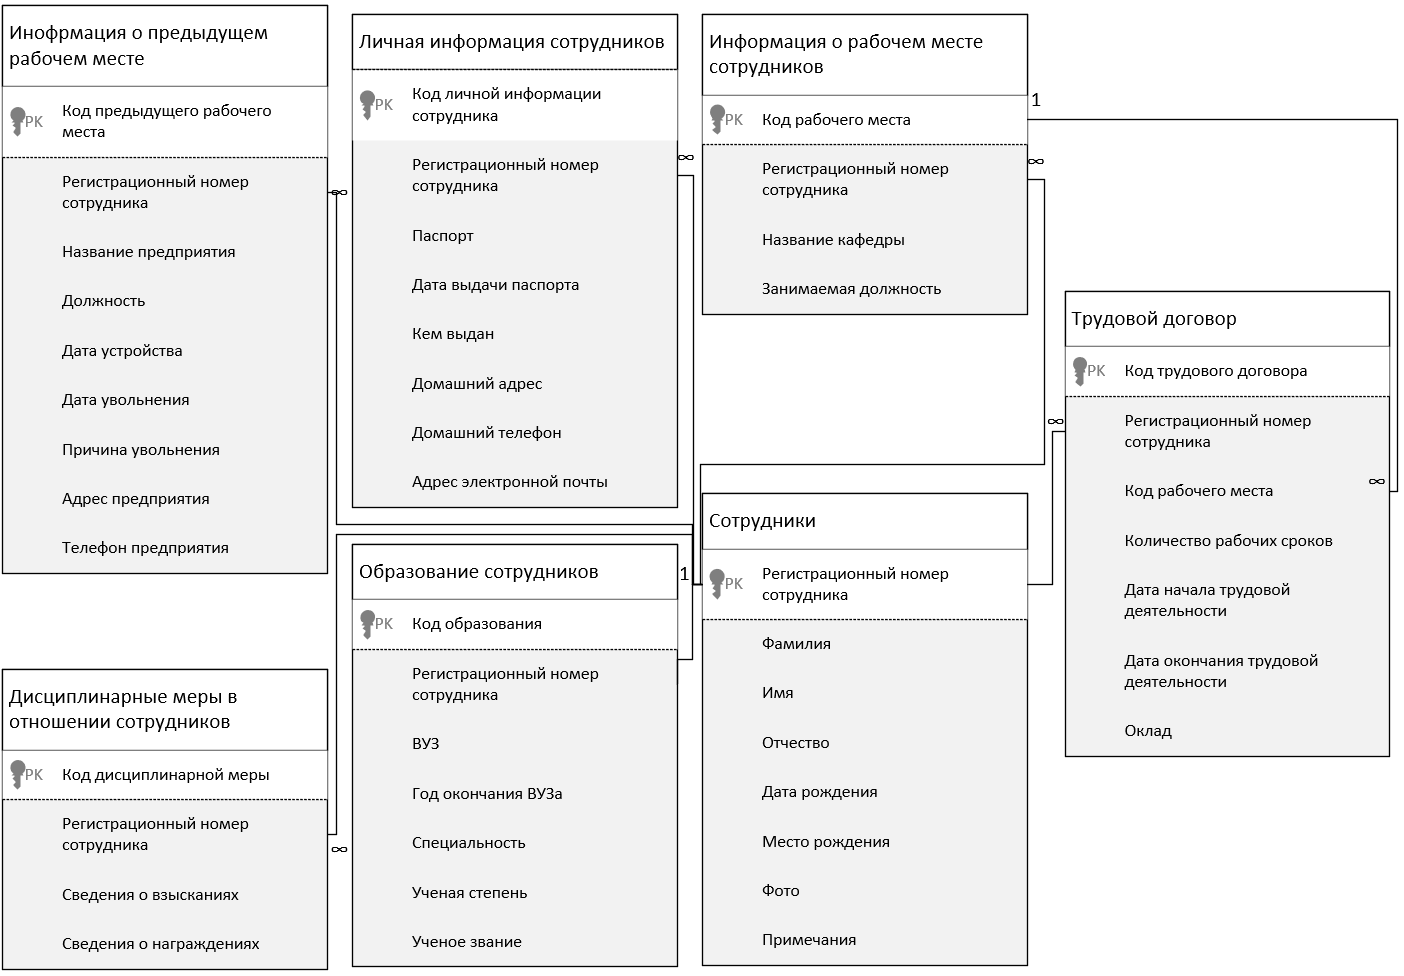 Инофрмация о предыдущем
рабочем месте
PK
Код предыдущего рабочего
места
Регистрационный номер
сотрудника
Название предприятия
Должность
Дата устройства
Дата увольнения
Причина увольнения
Адрес предприятия
Телефон предприятия
∞
Личная информация сотрудников
PK
Код личной информации
сотрудника
Регистрационный номер
сотрудника
Паспорт
Дата выдачи паспорта
Кем выдан
Домашний адрес
Домашний телефон
Адрес электронной почты
∞
Информация о рабочем месте
сотрудников
PK
Код рабочего места
Регистрационный номер
сотрудника
Название кафедры
Занимаемая должность
1
∞
Трудовой договор
PK
Код трудового договора
Регистрационный номер
сотрудника
Код рабочего места
Количество рабочих сроков
Дата начала трудовой
деятельности
Дата окончания трудовой
деятельности
Оклад
∞
∞
Дисциплинарные меры в
отношении сотрудников
PK
Код дисциплинарной меры
Регистрационный номер
сотрудника
Сведения о взысканиях
Сведения о награждениях
∞
Образование сотрудников
PK
Код образования
Регистрационный номер
сотрудника
ВУЗ
Год окончания ВУЗа
Специальность
Ученая степень
Ученое звание
1
Сотрудники
PK
Регистрационный номер
сотрудника
Фамилия
Имя
Отчество
Дата рождения
Место рождения
Фото
Примечания